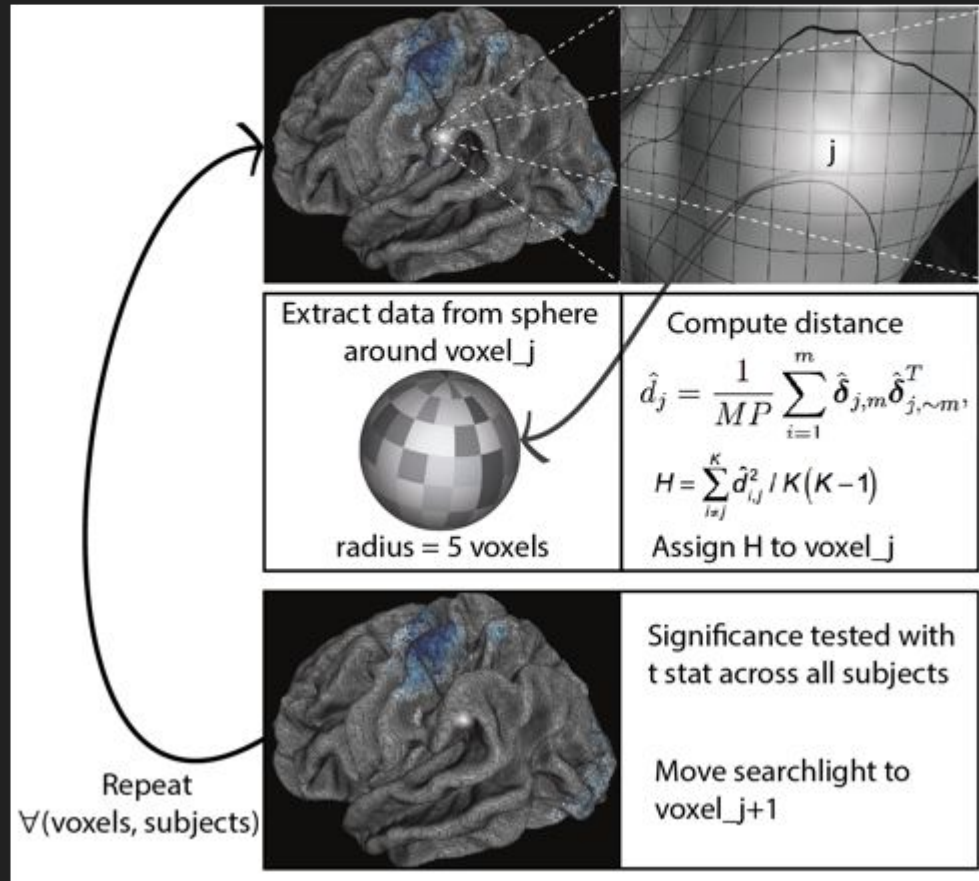 j
Extract data from sphere
around voxel_j
radius = 5 voxels
Compute distance
d̂_j = 1/MP ∑_{i=1}^{m} δ̂_{j,m} δ̂_{j,∼m}^T,
H = ∑_{i≠j}^{K} d̂_{i,j}^2 / K(K−1)
Assign H to voxel_j
Significance tested with
t stat across all subjects
Move searchlight to
voxel_j+1
Repeat
∀(voxels, subjects)